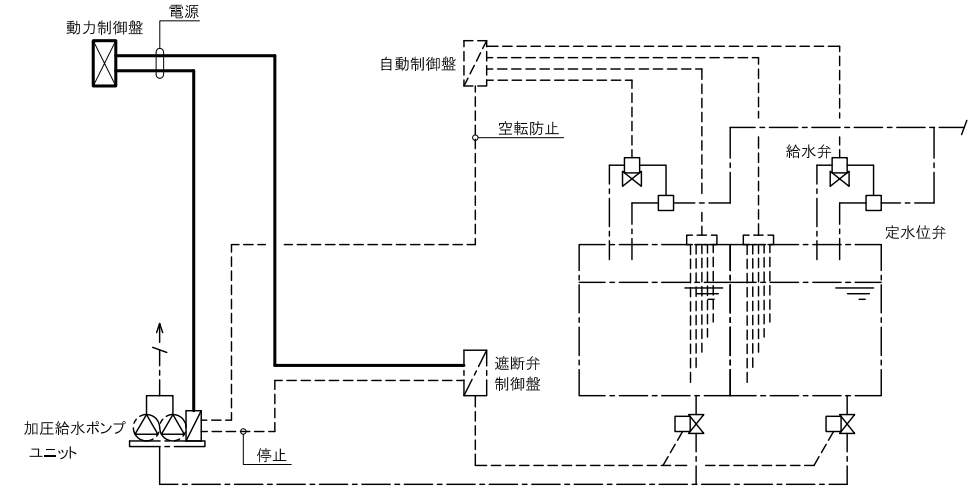 電源
動力制御盤
自動制御盤
空転防止
給水弁
定水位弁
遮断弁
制御盤
加圧給水ポンプ
ユニット
停止